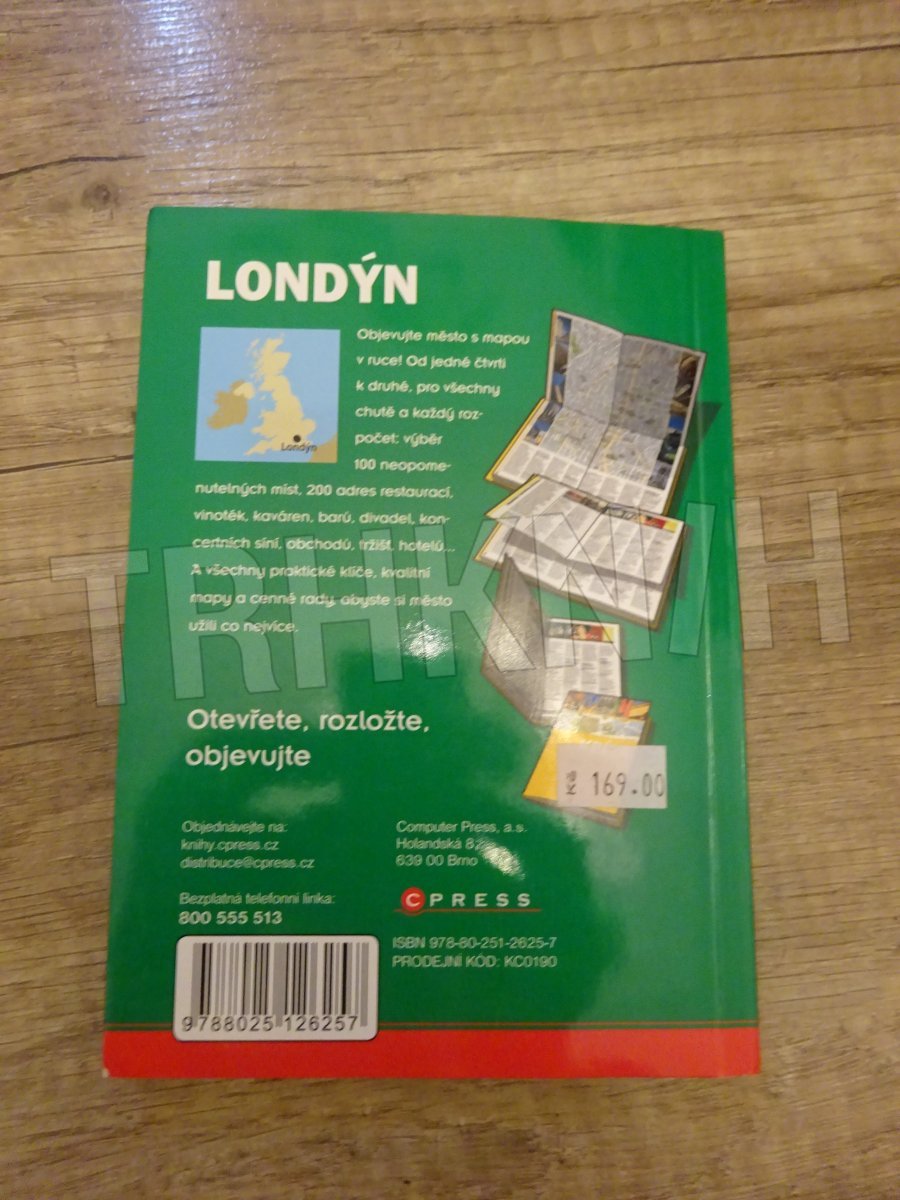 LONDÝN
Londýn
Objevujte město s mapou
v ruce! Od jedné čtvrti
k druhé, pro všechny
chutě a každý roz-
počet: výběr
100 neopome-
nutelných míst, 200 adres restaurací,
vinoték, kaváren, barů, divadel, kon-
certních síní, obchodů, tržišť, hotelů...
A všechny praktické klíče, kvalitní
mapy a cenné rady, abyste si město
užili co nejvíce.
TRHKNIH
Otevřete, rozložte,
objevujte
Kč 169.00
Objednávejte na:
knihy.cpress.cz
distribuce@cpress.cz
Bezplatná telefonní linka:
800 555 513
Computer Press, a.s.
Holandská
639 00 Brno
CPRESS
ISBN 978-80-251-2625-7
PRODEJNÍ KÓD: KC0190
9788025 126257